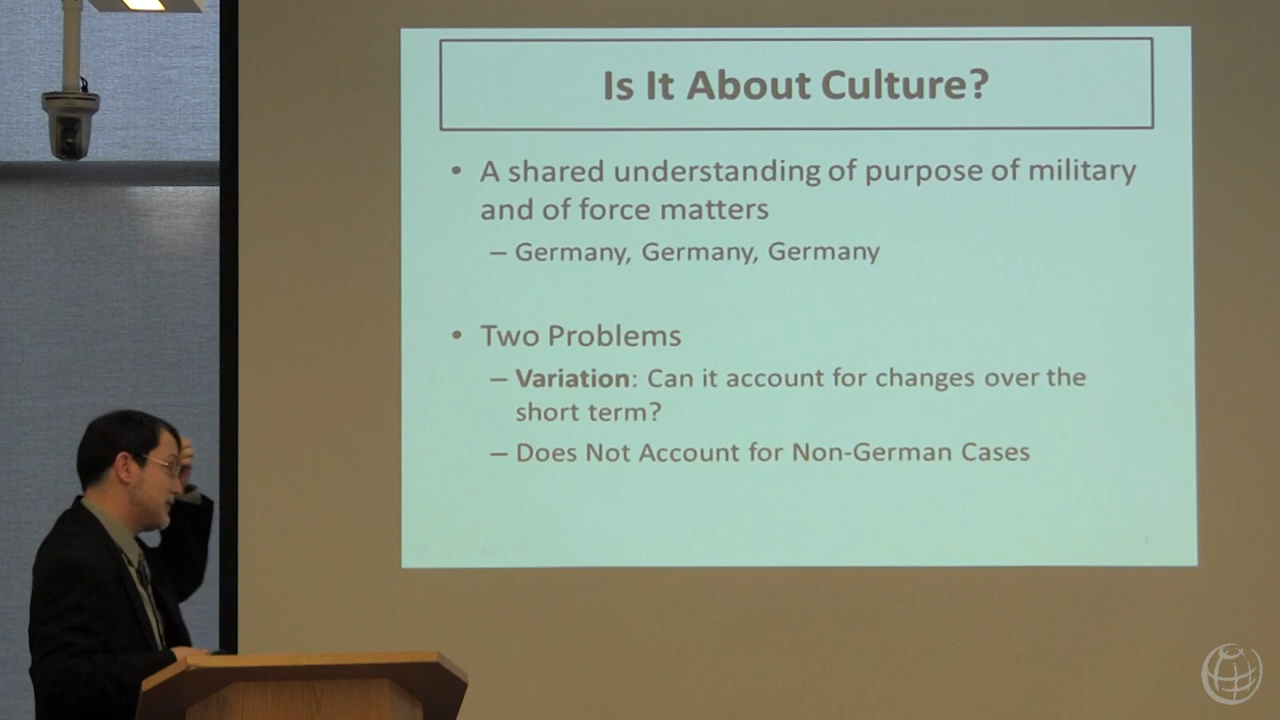 Is It About Culture?
• A shared understanding of purpose of military
and of force matters
– Germany, Germany, Germany
• Two Problems
– Variation: Can it account for changes over the
short term?
– Does Not Account for Non-German Cases
7